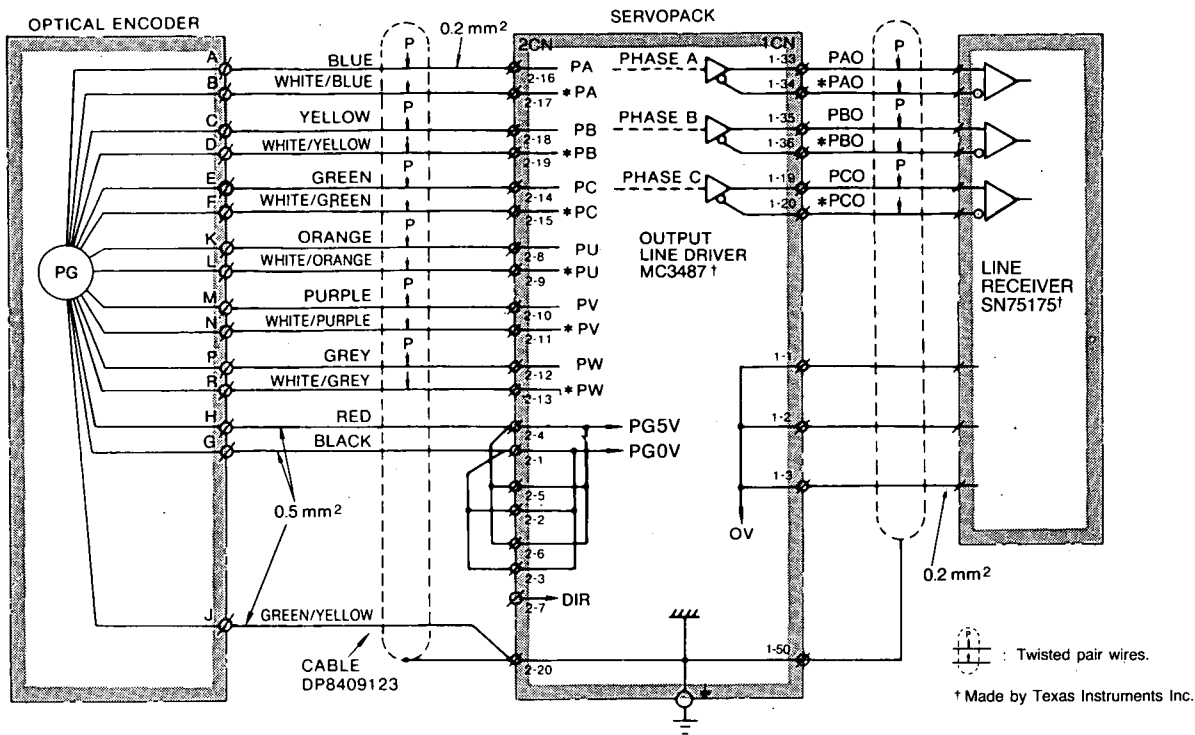 OPTICAL ENCODER
0.2 mm²
SERVOPACK
2CN
1CN
A
BLUE
P
2-16
PA
PHASE A
1-33
PAO
P
B
WHITE/BLUE
2-17
*PA
1-34
*PAO
C
YELLOW
P
2-18
PB
PHASE B
1-35
PBO
P
D
WHITE/YELLOW
2-19
*PB
1-36
*PBO
E
GREEN
P
2-14
PC
PHASE C
1-19
PCO
P
F
WHITE/GREEN
2-15
*PC
1-20
*PCO
K
ORANGE
P
2-8
PU
L
WHITE/ORANGE
2-9
*PU
OUTPUT
LINE DRIVER
MC3487†
PG
LINE
RECEIVER
SN75175†
M
PURPLE
P
2-10
PV
N
WHITE/PURPLE
2-11
*PV
P
GREY
P
2-12
PW
1-1
R
WHITE/GREY
2-13
*PW
H
RED
2-4
PG5V
1-2
G
BLACK
2-1
PG0V
2-5
1-3
0.5 mm²
2-2
0V
2-6
2-3
0.2 mm²
2-7
DIR
J
GREEN/YELLOW
CABLE
DP8409123
2-20
1-50
P
: Twisted pair wires.
† Made by Texas Instruments Inc.